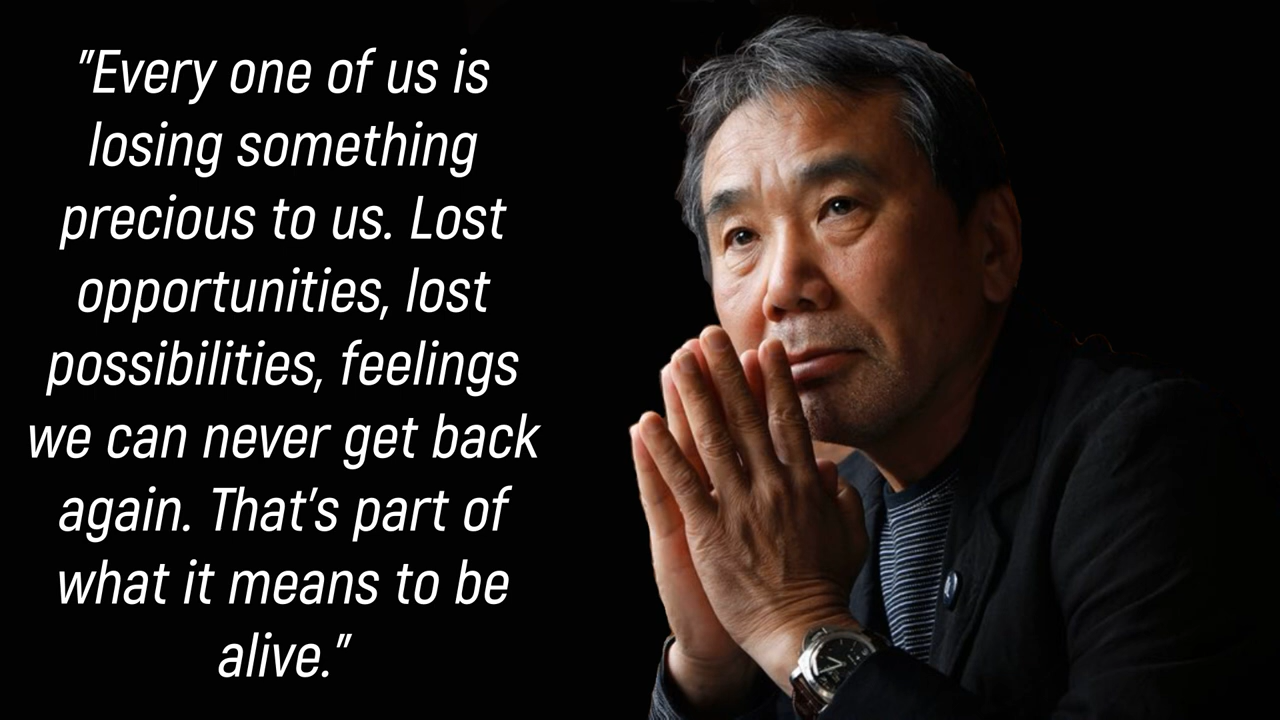 "Every one of us is
losing something
precious to us. Lost
opportunities, lost
possibilities, feelings
we can never get back
again. That's part of
what it means to be
alive."